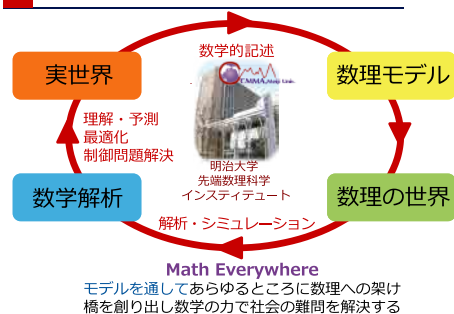 数学的記述
実世界
数理モデル
CEMMA, Meiji Univ.
理解・予測
最適化
制御問題解決
明治大学
先端数理科学
インスティテュート
数学解析
数理の世界
解析・シミュレーション
Math Everywhere
モデルを通してあらゆるところに数理への架け
橋を創り出し数学の力で社会の難問を解決する